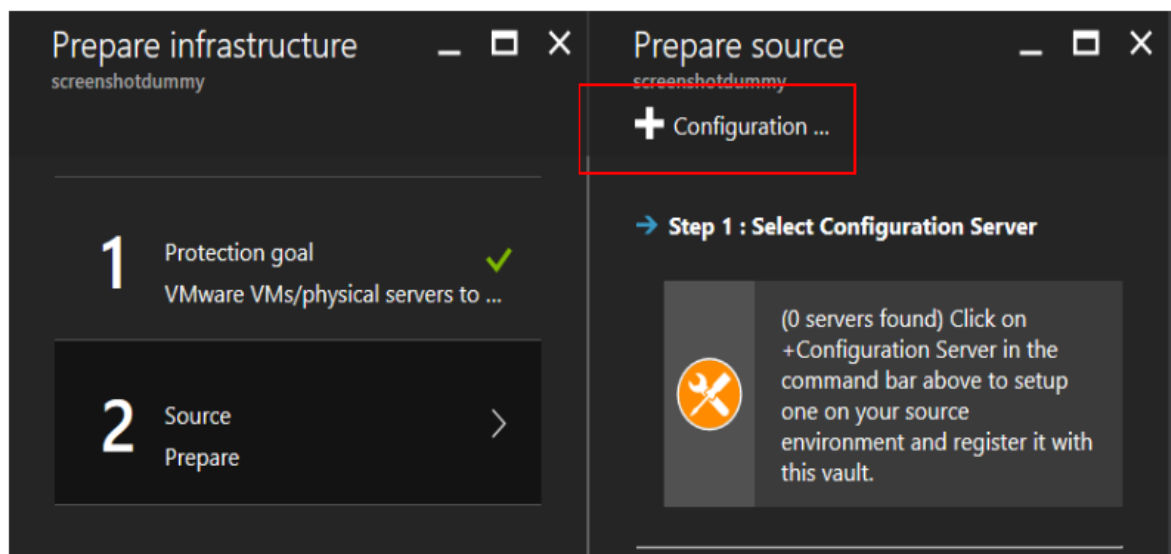 Prepare infrastructure
screenshotdummy
1
Protection goal
VMware VMs/physical servers to ...
2
Source
Prepare
Prepare source
screenshotdummy
Configuration ...
Step 1 : Select Configuration Server
(0 servers found) Click on
+Configuration Server in the
command bar above to setup
one on your source
environment and register it with
this vault.